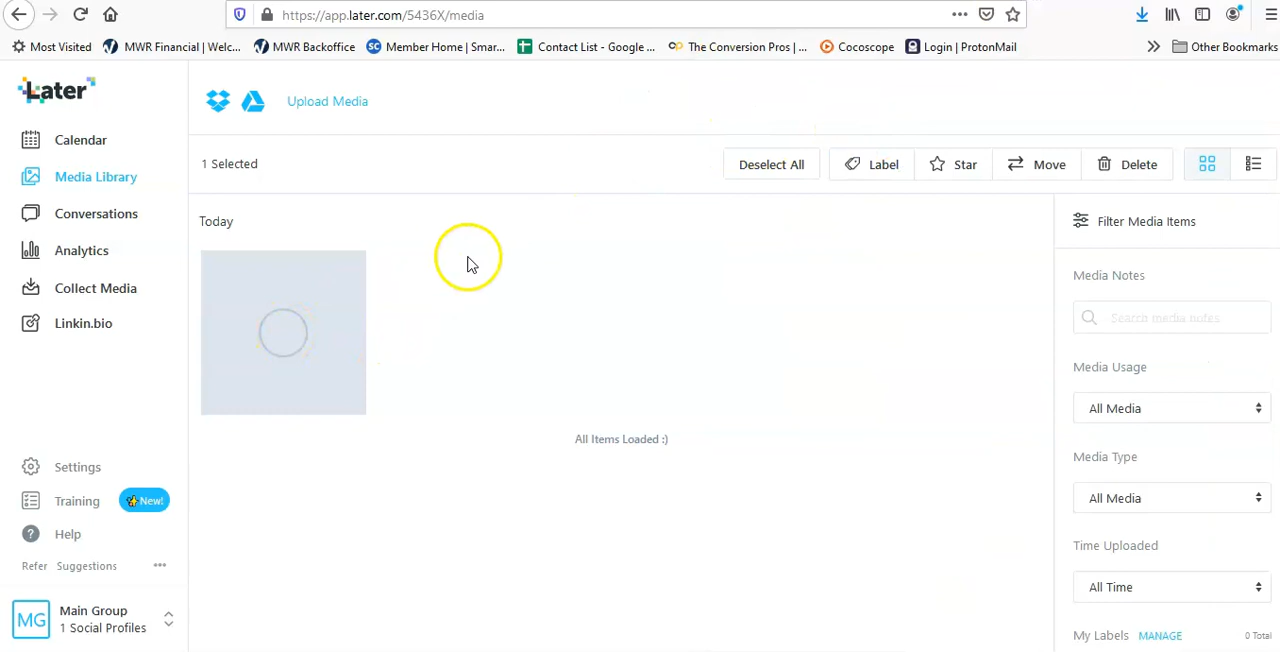 https://app.later.com/5436X/media
Most Visited
MWR Financial | Welc...
MWR Backoffice
SC Member Home | Smar...
Contact List - Google ...
The Conversion Pros | ...
Cocoscope
Login | ProtonMail
Other Bookmarks
Later
Upload Media
Calendar
1 Selected
Deselect All
Label
Star
Move
Delete
Media Library
Conversations
Today
Filter Media Items
Analytics
Media Notes
Collect Media
Search media notes
Linkin.bio
Media Usage
All Media
All Items Loaded :)
Media Type
Settings
All Media
Training
New!
Help
Time Uploaded
Refer Suggestions
All Time
MG
Main Group
1 Social Profiles
My Labels MANAGE 0 Total